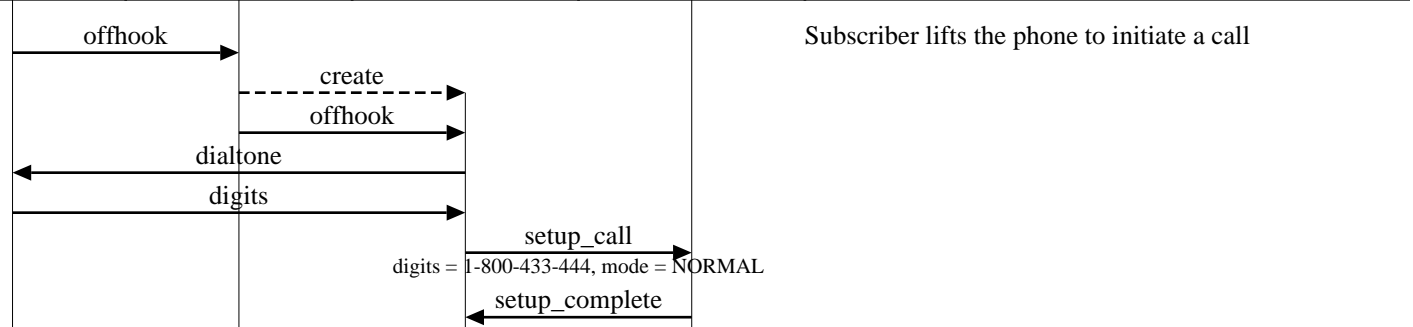 offhook
Subscriber lifts the phone to initiate a call
create
offhook
dialtone
digits
setup_call
digits = 1-800-433-444, mode = NORMAL
setup_complete